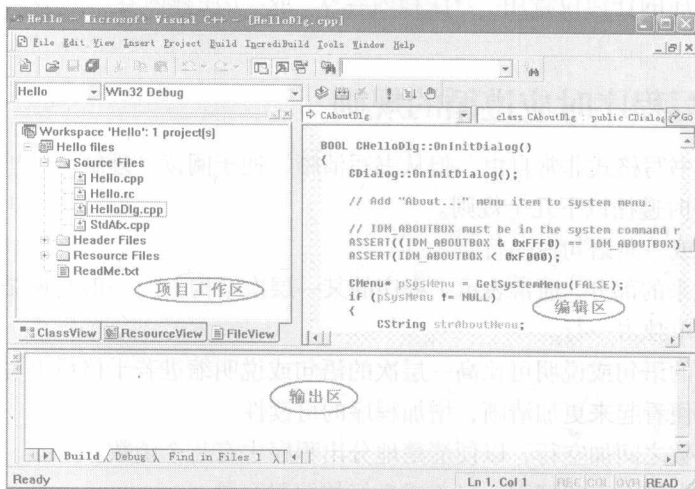 Hello - Microsoft Visual C++ - [HelloDlg.cpp]
File Edit View Insert Project Build IncrediBuild Tools Window Help
Hello Win32 Debug
CAboutDlg class CAboutDlg : public CDialog Go
Workspace 'Hello': 1 project[s]
Hello files
Source Files
Hello.cpp
Hello.rc
HelloDlg.cpp
StdAfx.cpp
Header Files
Resource Files
ReadMe.txt
项目工作区
ClassView ResourceView FileView
BOOL CHelloDlg::OnInitDialog()
{
CDialog::OnInitDialog();
// Add "About..." menu item to system menu.
// IDM_ABOUTBOX must be in the system command r
ASSERT((IDM_ABOUTBOX & 0xFFF0) == IDM_ABOUTBOX)
ASSERT(IDM_ABOUTBOX < 0xF000);
CMenu* pSysMenu = GetSystemMenu(FALSE);
if (pSysMenu != NULL)
{
CString strAboutMenu;
编辑区
输出区
Build Debug Find in Files 1
Ready Ln 1, Col 1 REC COL OVR READ